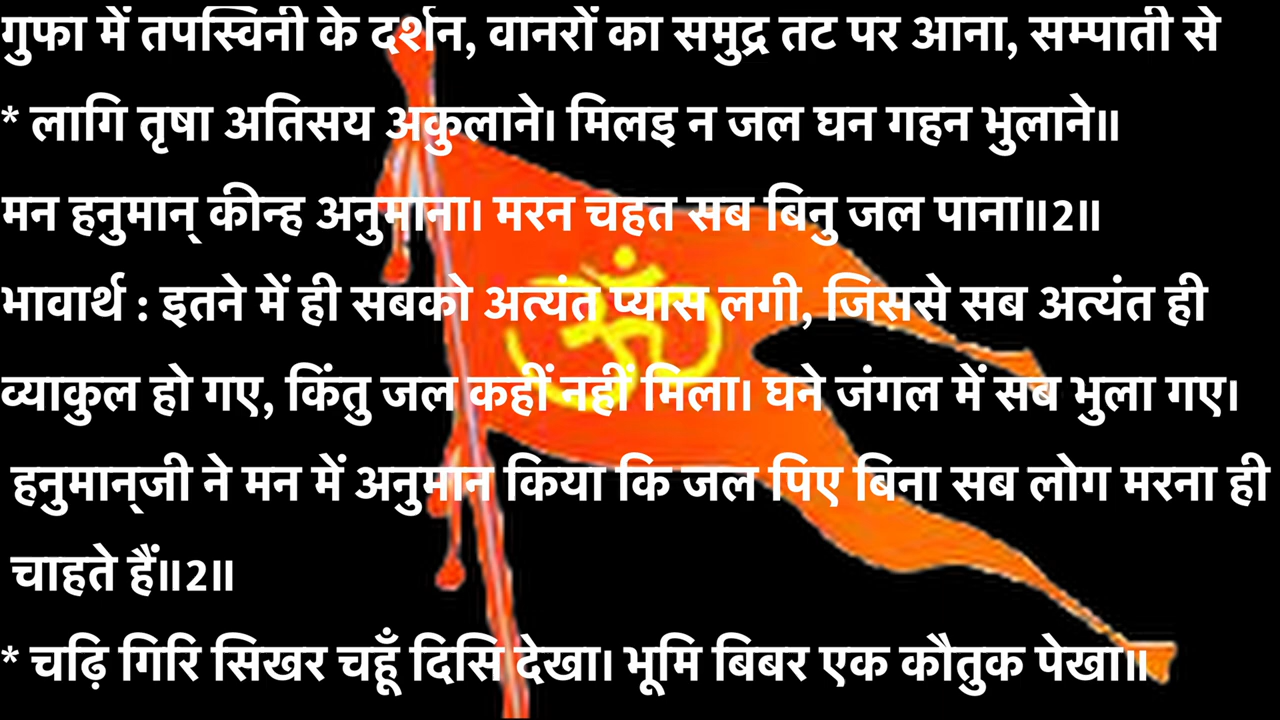 गुफा में तपस्विनी के दर्शन, वानरों का समुद्र तट पर आना, सम्पाती से
* लागि तृषा अतिसय अकुलाने। मिलइ न जल घन गहन भुलाने॥
मन हनुमान् कीन्ह अनुमाना। मरन चहत सब बिनु जल पाना॥2॥
भावार्थ : इतने में ही सबको अत्यंत प्यास लगी, जिससे सब अत्यंत ही
व्याकुल हो गए, किंतु जल कहीं नहीं मिला। घने जंगल में सब भुला गए।
हनुमान्‌जी ने मन में अनुमान किया कि जल पिए बिना सब लोग मरना ही
चाहते हैं॥2॥
* चढ़ि गिरि सिखर चहूँ दिसि देखा। भूमि बिबर एक कौतुक पेखा॥